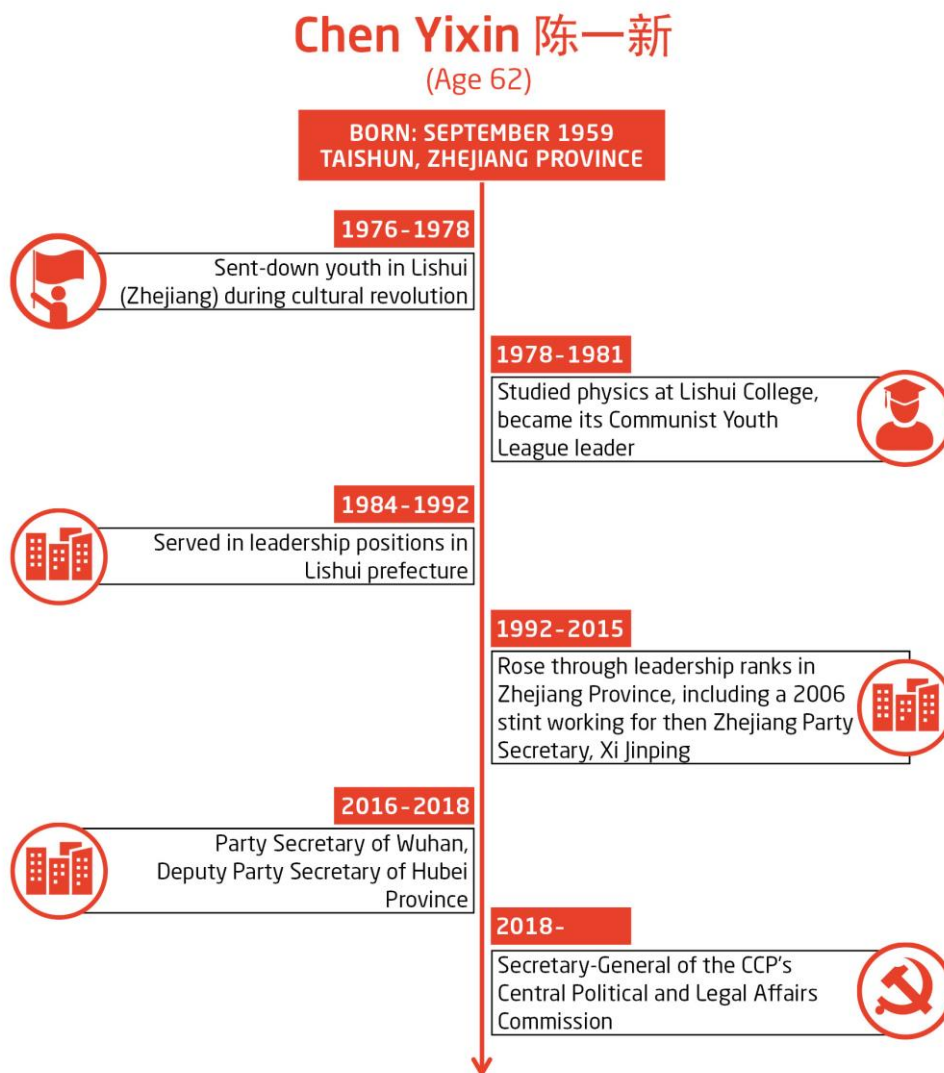 Chen Yixin 陈一新
(Age 62)
BORN: SEPTEMBER 1959
TAISHUN, ZHEJIANG PROVINCE
1976-1978
Sent-down youth in Lishui
(Zhejiang) during cultural revolution
1978-1981
Studied physics at Lishui College,
became its Communist Youth
League leader
1984-1992
Served in leadership positions in
Lishui prefecture
1992-2015
Rose through leadership ranks in
Zhejiang Province, including a 2006
stint working for then Zhejiang Party
Secretary, Xi Jinping
2016-2018
Party Secretary of Wuhan,
Deputy Party Secretary of Hubei
Province
2018-
Secretary-General of the CCP's
Central Political and Legal Affairs
Commission